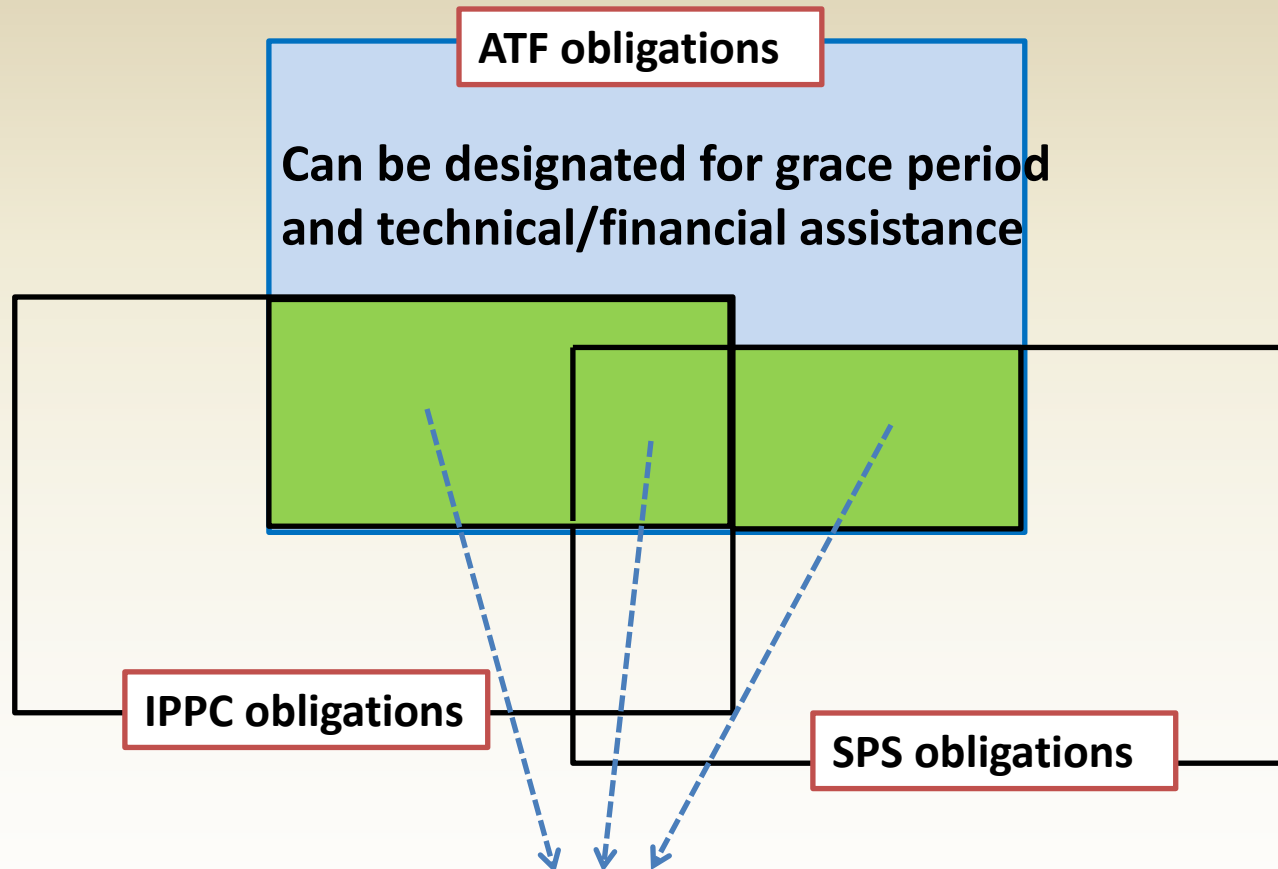 ATF obligations
Can be designated for grace period
and technical/financial assistance
IPPC obligations
SPS obligations